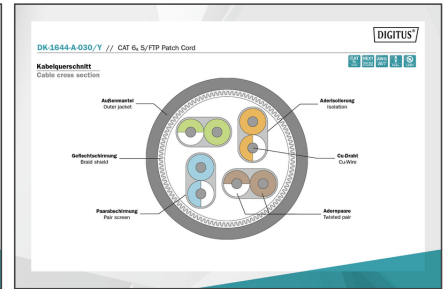 DIGITUS®
DK-1644-A-030/Y // CAT 6A S/FTP Patch Cord
Kabelquerschnitt
Cable cross section
Außenmantel
Outer jacket
Aderisolierung
Isolation
Geflechtschirmung
Braid shield
Cu-Draht
Cu-Wire
Paarabschirmung
Pair screen
Adernpaare
Twisted pair